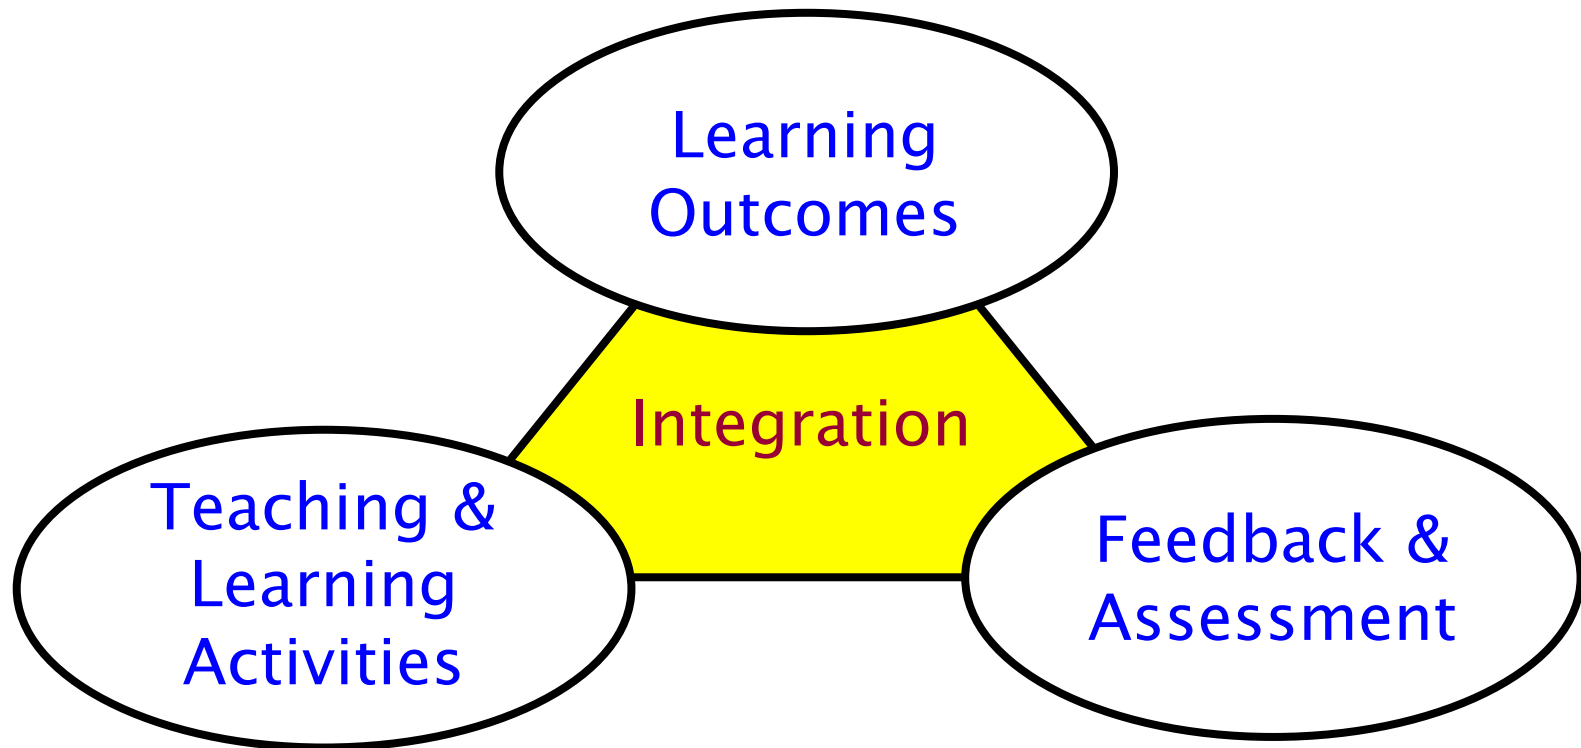 Learning
Outcomes
Integration
Teaching &
Learning
Activities
Feedback &
Assessment